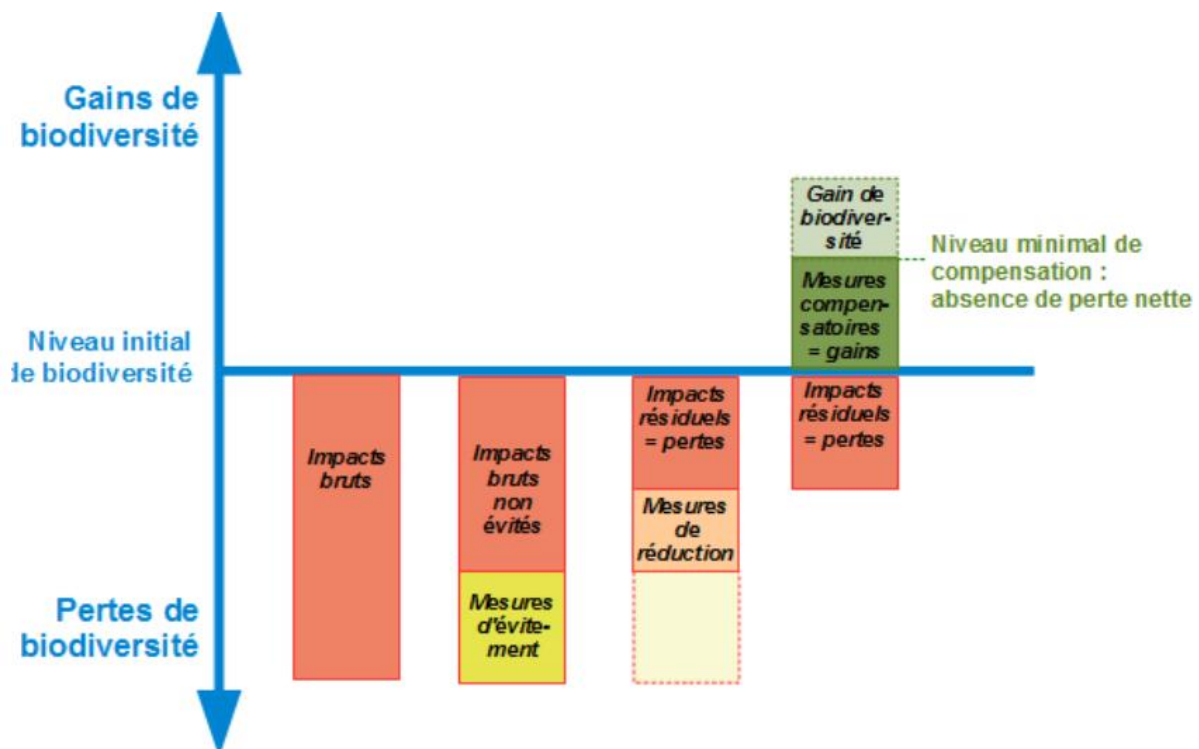 Gains de
biodiversité
Gain de
biodiver-
sité
Niveau minimal de
compensation :
absence de perte nette
Mesures
compen-
satoires
= gains
Niveau initial
de biodiversité
Impacts
bruts
Impacts
bruts
non
évités
Impacts
résiduels
= pertes
Impacts
résiduels
= pertes
Mesures
de
réduction
Mesures
d'évite-
ment
Pertes de
biodiversité